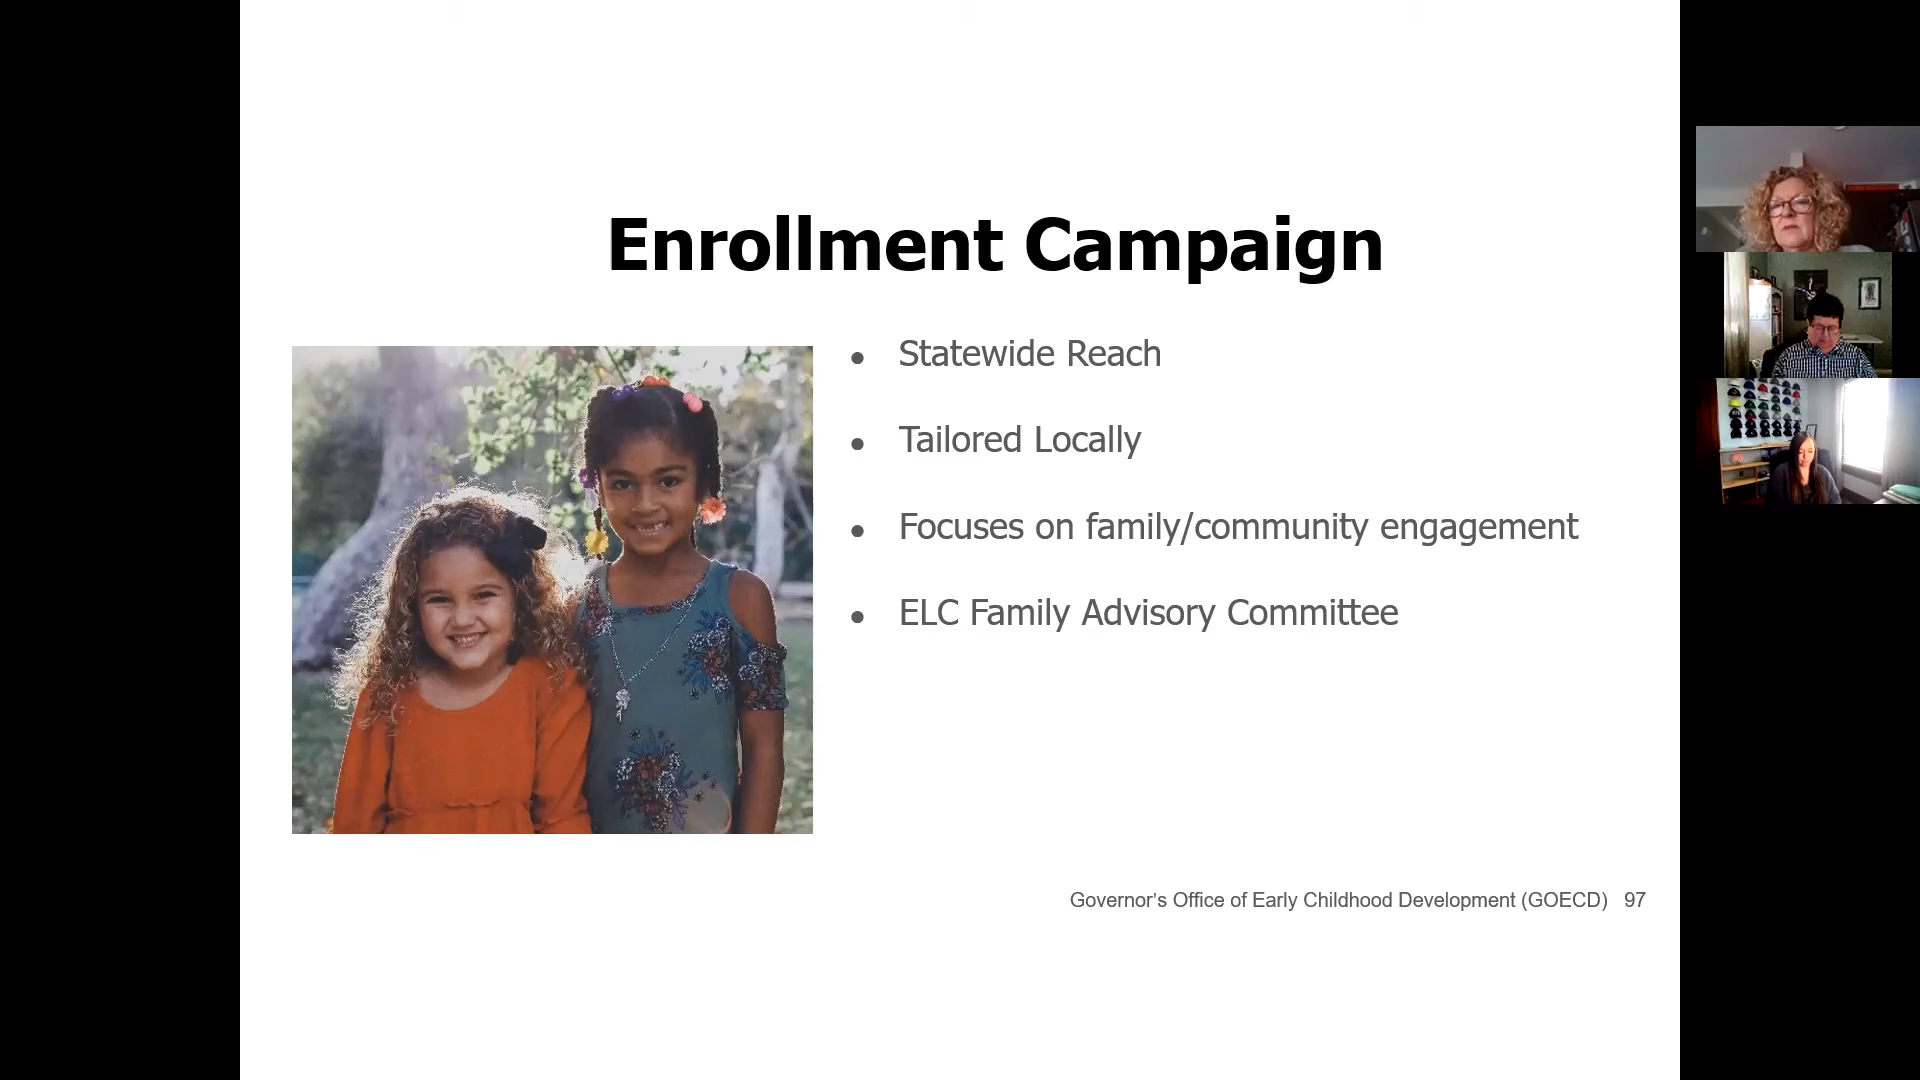 Enrollment Campaign
● Statewide Reach
● Tailored Locally
● Focuses on family/community engagement
● ELC Family Advisory Committee
Governor’s Office of Early Childhood Development (GOECD) 97